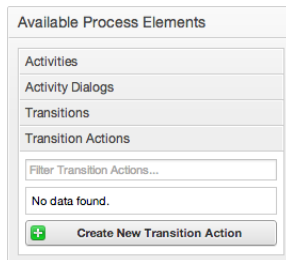 Available Process Elements
Activities
Activity Dialogs
Transitions
Transition Actions
Filter Transition Actions...
No data found.
Create New Transition Action